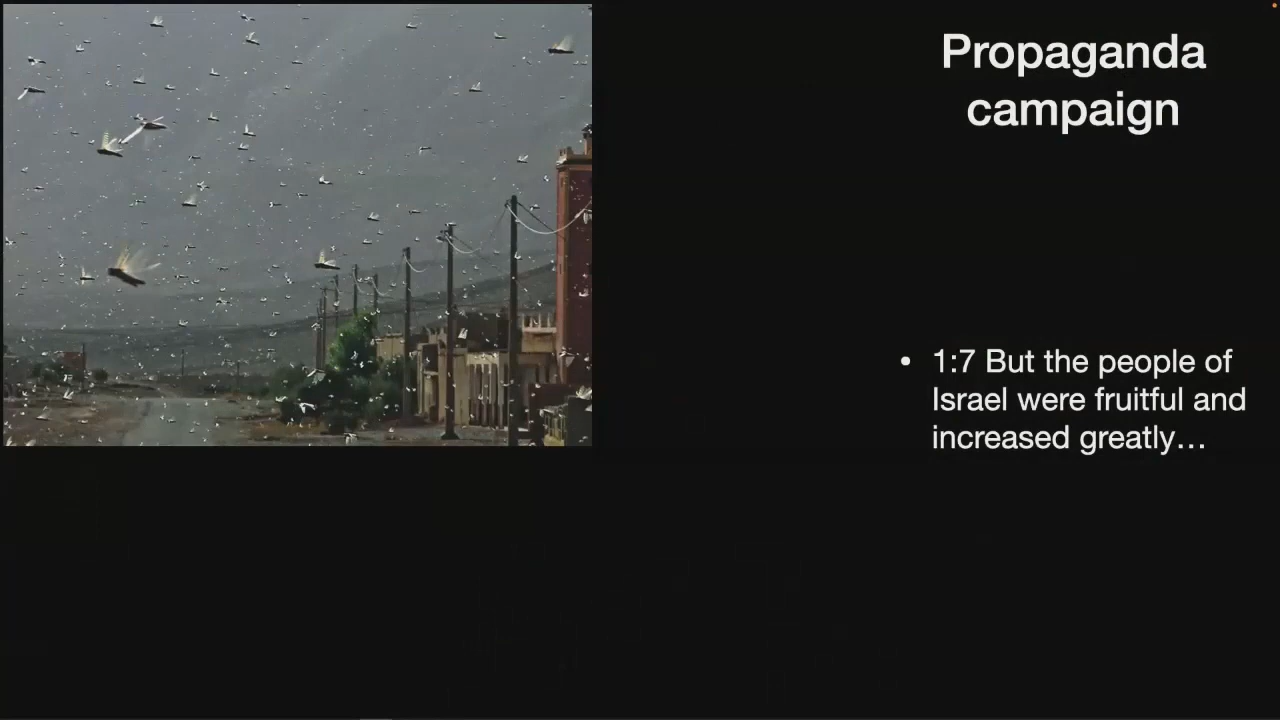 Propaganda
campaign
• 1:7 But the people of
Israel were fruitful and
increased greatly…